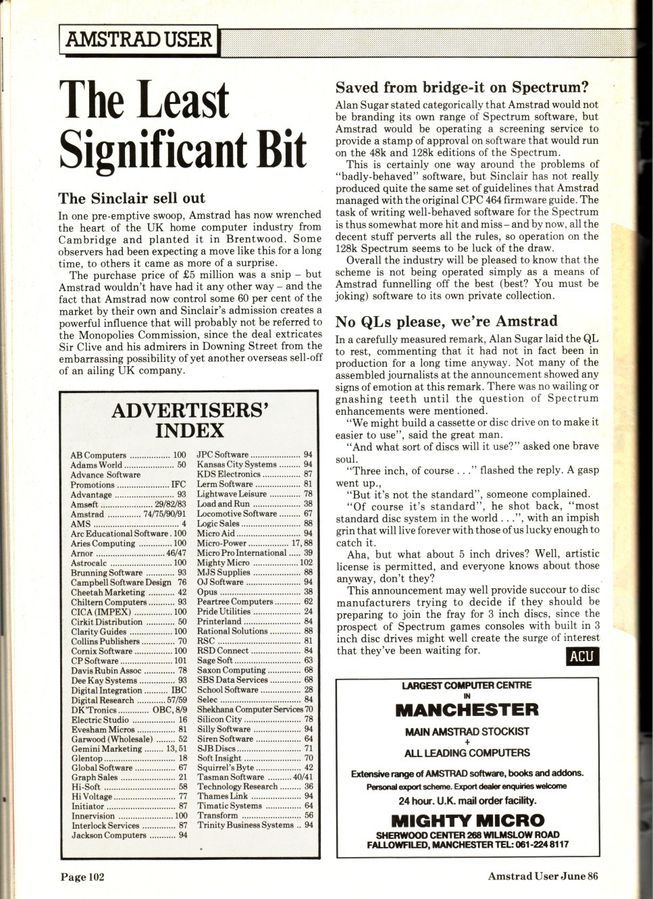 AMSTRAD USER
The Least
Significant Bit
The Sinclair sell out
In one pre-emptive swoop, Amstrad has now wrenched
the heart of the UK home computer industry from
Cambridge and planted it in Brentwood. Some
observers had been expecting a move like this for a long
time, to others it came as more of a surprise.
The purchase price of £5 million was a snip – but
Amstrad wouldn't have had it any other way – and the
fact that Amstrad now control some 60 per cent of the
market by their own and Sinclair's admission creates a
powerful influence that will probably not be referred to
the Monopolies Commission, since the deal extricates
Sir Clive and his admirers in Downing Street from the
embarrassing possibility of yet another overseas sell-off
of an ailing UK company.
ADVERTISERS'
INDEX
AB Computers ................. 100
Adams World ..................... 50
Advance Software
Promotions ...................... IFC
Advantage ......................... 93
Amsoft ....................... 29/82/83
Amstrad ............... 74/75/90/91
AMS .................................. 4
Arc Educational Software . 100
Aries Computing ............. 100
Arnor .............................. 46/47
Astrocalc ......................... 100
Brunning Software ............ 93
Campbell Software Design 76
Cheetah Marketing ........... 42
Chiltern Computers ........... 93
CICA (IMPEX) ................. 100
Cirkit Distribution ............ 50
Clarity Guides ................. 100
Collins Publishers ............. 70
Cornix Software ............... 100
CP Software ..................... 101
Davis Rubin Assoc ............ 78
Dee Kay Systems ............... 93
Digital Integration ........... IBC
Digital Research ............ 57/59
DK'Tronics ............. OBC, 8/9
Electric Studio ................... 16
Evesham Micros ................. 81
Garwood (Wholesale) ........ 52
Gemini Marketing ........ 13, 51
Glentop .............................. 18
Global Software ................. 67
Graph Sales ....................... 21
Hi-Soft .............................. 58
Hi Voltage .......................... 77
Initiator ............................. 87
Innervision ...................... 100
Interlock Services .............. 87
Jackson Computers ........... 94
JPC Software ..................... 94
Kansas City Systems ......... 94
KDS Electronics ................. 87
Lerm Software ................... 81
Lightwave Leisure ............. 78
Load and Run .................... 38
Locomotive Software ......... 67
Logic Sales ........................ 88
Micro Aid .......................... 94
Micro-Power ................ 17, 88
Micro Pro International ..... 39
Mighty Micro ................... 102
MJS Supplies ..................... 88
OJ Software ....................... 94
Opus .................................. 38
Peartree Computers ........... 62
Pride Utilities .................... 24
Printerland ........................ 84
Rational Solutions ............. 88
RSC ................................... 81
RSD Connect ..................... 84
Sage Soft ........................... 63
Saxon Computing .............. 68
SBS Data Services ............. 68
School Software ................. 28
Selec .................................. 84
Shekhana Computer Services 70
Silicon City ........................ 78
Silly Software .................... 94
Siren Software ................... 64
SJB Discs ........................... 71
Soft Insight ....................... 70
Squirrel's Byte ................... 42
Tasman Software .......... 40/41
Technology Research ......... 36
Thames Link ..................... 94
Timatic Systems ................ 64
Transform ......................... 56
Trinity Business Systems .. 94
Saved from bridge-it on Spectrum?
Alan Sugar stated categorically that Amstrad would not
be branding its own range of Spectrum software, but
Amstrad would be operating a screening service to
provide a stamp of approval on software that would run
on the 48k and 128k editions of the Spectrum.
This is certainly one way around the problems of
"badly-behaved" software, but Sinclair has not really
produced quite the same set of guidelines that Amstrad
managed with the original CPC 464 firmware guide. The
task of writing well-behaved software for the Spectrum
is thus somewhat more hit and miss – and by now, all the
decent stuff perverts all the rules, so operation on the
128k Spectrum seems to be luck of the draw.
Overall the industry will be pleased to know that the
scheme is not being operated simply as a means of
Amstrad funnelling off the best (best? You must be
joking) software to its own private collection.
No QLs please, we're Amstrad
In a carefully measured remark, Alan Sugar laid the QL
to rest, commenting that it had not in fact been in
production for a long time anyway. Not many of the
assembled journalists at the announcement showed any
signs of emotion at this remark. There was no wailing or
gnashing teeth until the question of Spectrum
enhancements were mentioned.
"We might build a cassette or disc drive on to make it
easier to use", said the great man.
"And what sort of discs will it use?" asked one brave
soul.
"Three inch, of course . . ." flashed the reply. A gasp
went up.,
"But it's not the standard", someone complained.
"Of course it's standard", he shot back, "most
standard disc system in the world . . .", with an impish
grin that will live forever with those of us lucky enough to
catch it.
Aha, but what about 5 inch drives? Well, artistic
license is permitted, and everyone knows about those
anyway, don't they?
This announcement may well provide succour to disc
manufacturers trying to decide if they should be
preparing to join the fray for 3 inch discs, since the
prospect of Spectrum games consoles with built in 3
inch disc drives might well create the surge of interest
that they've been waiting for.
ACU
LARGEST COMPUTER CENTRE
IN
MANCHESTER
MAIN AMSTRAD STOCKIST
+
ALL LEADING COMPUTERS
Extensive range of AMSTRAD software, books and addons.
Personal export scheme. Export dealer enquiries welcome
24 hour. U.K. mail order facility.
MIGHTY MICRO
SHERWOOD CENTER 268 WILMSLOW ROAD
FALLOWFILED, MANCHESTER TEL: 061-224 8117
Page 102
Amstrad User June 86